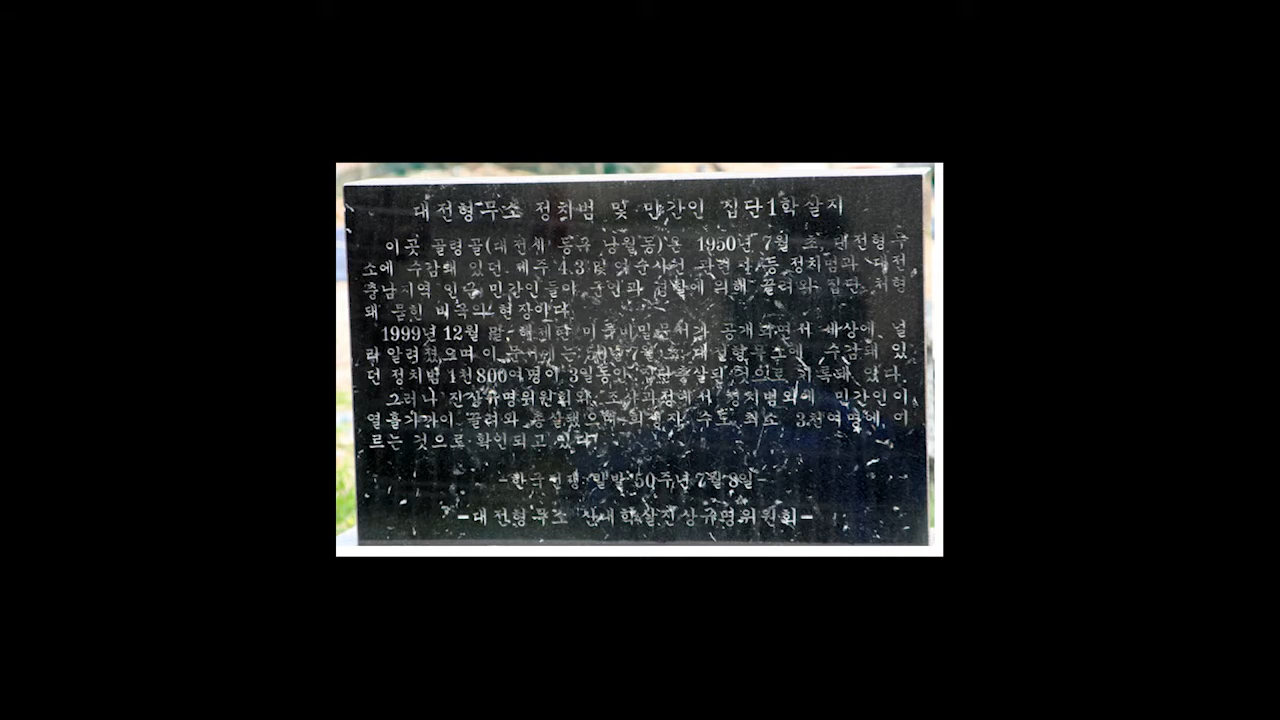 대전형무소 정치범 및 민간인 집단1학살지
이곳 골령골(대전시 동구 낭월동)은 1950년 7월 초, 대전형무
소에 수감돼 있던 제주 4.3 및 여순사건 관련자 등 정치범과 대전
충남지역 인근 민간인들이 군인과 경찰에 의해 끌려와 집단 처형
돼 묻힌 비극의 현장이다.
1999년 12월 말, 해제된 미 비밀문서가 공개되면서 세상에 널
리 알려졌으며 이 문서에는 50년 7월 초 대전형무소에 수감돼 있
던 정치범 1천800여명이 3일동안 집단총살된 것으로 기록돼 있다.
그러나 진상규명위원회의 조사과정에서 정치범외에 민간인이
열흘가까이 끌려와 총살됐으며 희생자 수도 최소 3천여명에 이
르는 것으로 확인되고 있다.
-한국전쟁 발발 50주년 7월 8일-
-대전형무소 산내학살진상규명위원회-